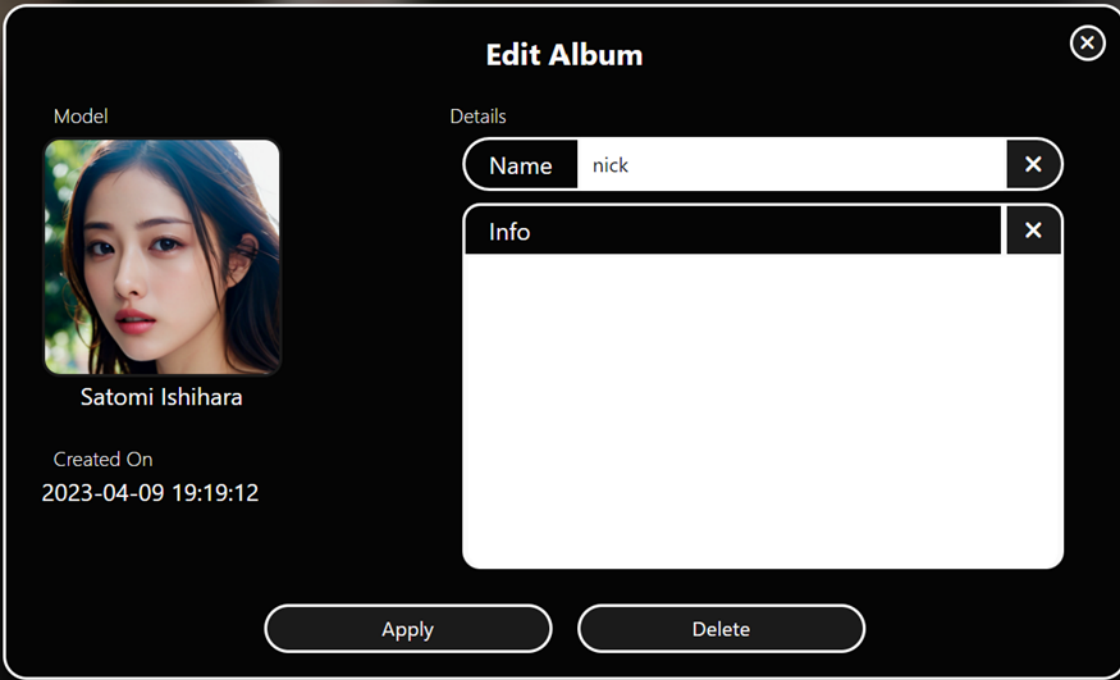 Edit Album
Model
Details
Name
nick
Info
Satomi Ishihara
Created On
2023-04-09 19:19:12
Apply
Delete